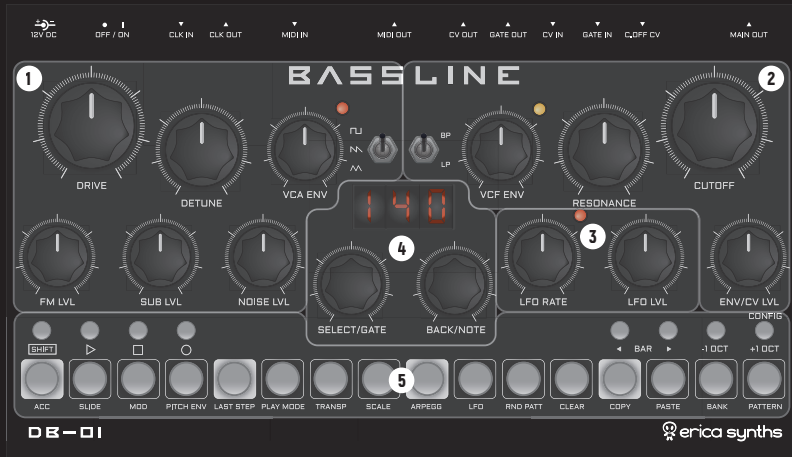 12V DC OFF / ON CLK IN CLK OUT MIDI IN MIDI OUT CV OUT GATE OUT CV IN GATE IN C.OFF CV MAIN OUT
1 BASSLINE 2
DRIVE DETUNE VCA ENV BP LP VCF ENV RESONANCE CUTOFF
140
4 3
FM LVL SUB LVL NOISE LVL SELECT/GATE BACK/NOTE LFO RATE LFO LVL ENV/CV LVL
CONFIG
SHIFT BAR -1 OCT +1 OCT
5
ACC SLIDE MOD PITCH ENV LAST STEP PLAY MODE TRANSP SCALE ARPEGG LFO RND PATT CLEAR COPY PASTE BANK PATTERN
DB-01 erica synths